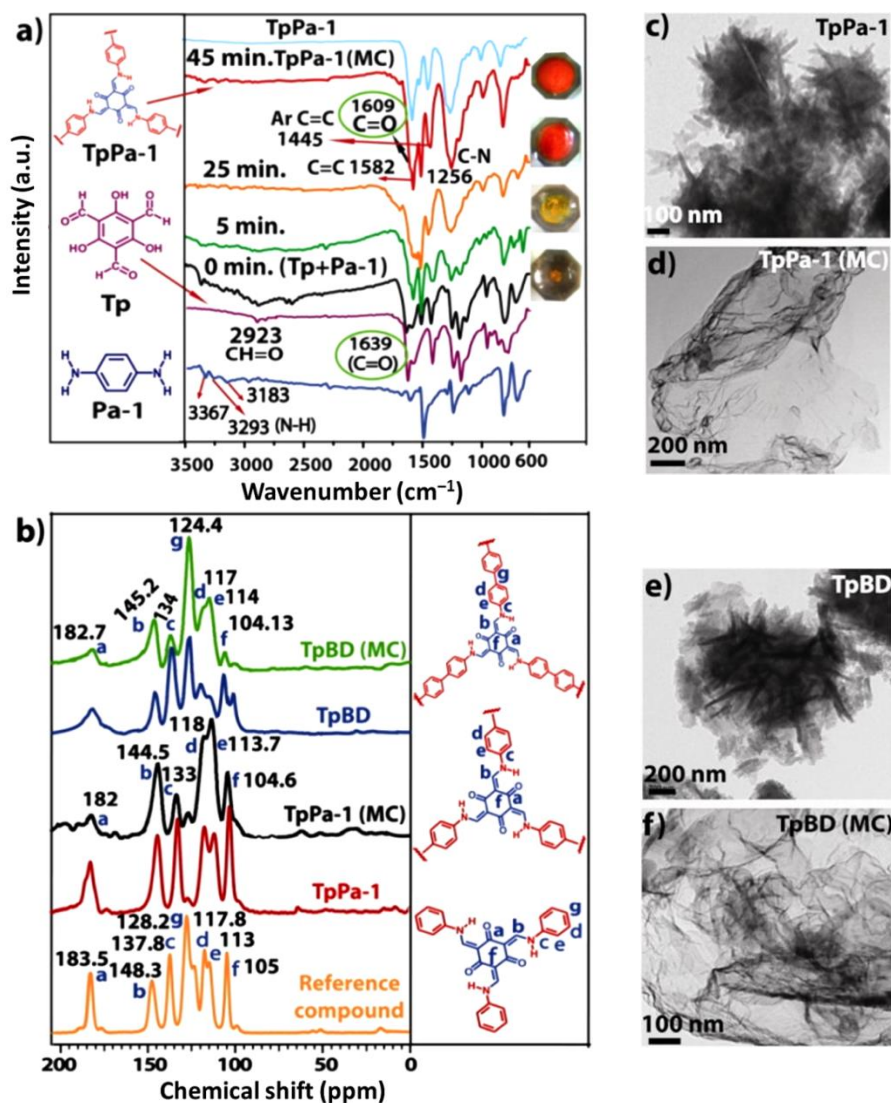 a)
TpPa-1
45 min. TpPa-1 (MC)
1609
C=O
Ar C=C
1445
C=C 1582
C-N
1256
25 min.
5 min.
0 min. (Tp+Pa-1)
2923
CH=O
1639
(C=O)
3183
3367
3293 (N-H)
Intensity (a.u.)
3500
2500
1750
1500
1000
600
Wavenumber (cm⁻¹)
H
N
H
N
N
H
O
O
O
TpPa-1
O
OH
O
HO
OH
O
Tp
H
N
H
H
N
H
Pa-1
b)
124.4
g
145.2
134
d
117
e
114
182.7
a
b
c
f
104.13
TpBD (MC)
TpBD
118
144.5
d
e
113.7
133
b
c
182
a
f
104.6
TpPa-1 (MC)
TpPa-1
128.2
g
117.8
137.8
c
d
e
113
183.5
a
148.3
b
f
105
Reference
compound
200
150
100
50
0
Chemical shift (ppm)
g
d
e
c
N-H
b
O
O
f
a
O
H
N
N
H
d
e
c
N-H
b
O
O
f
a
O
H
N
N
H
H
N
O
a
b
g
d
c
e
N
H
O
f
O
H-N
c)
TpPa-1
100 nm
d)
TpPa-1 (MC)
200 nm
e)
TpBD
200 nm
f)
TpBD (MC)
100 nm